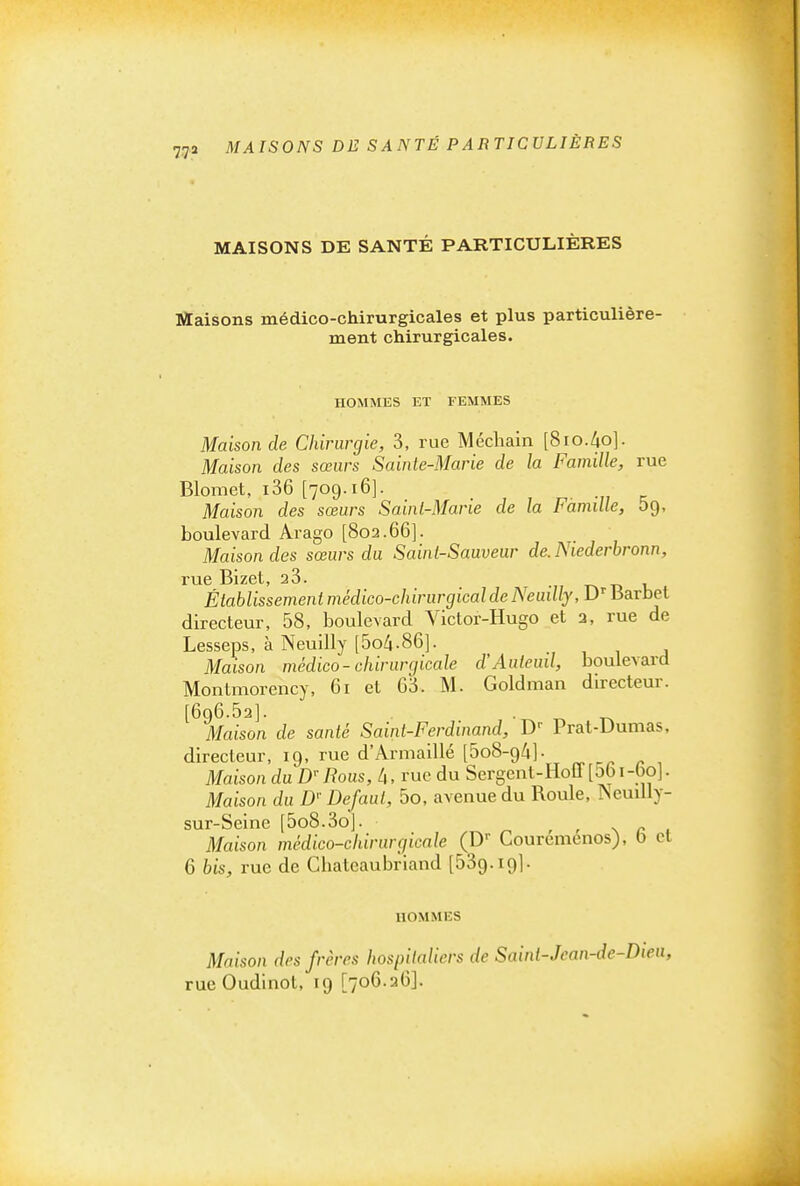 772 MAISONS DE SANTÉ PARTICULIÈRES
MAISONS DE SANTÉ PARTICULIÈRES
Maisons médico-chirurgicales et plus particulière-
ment chirurgicales.
HOMMES ET FEMMES
Maison de Chirurgie, 3, rue Méchain [810.40].
Maison des sœurs Sainte-Marie de la Famille, rue
Blomet, 136 [709.16].
Maison des sœurs Saint-Marie de la Famille, 59,
boulevard Arago [802.66].
Maison des sœurs du Saint-Sauveur de Niederbronn,
rue Bizet, 23.
Établissement médico-chirurgical de Neuilly, Dr Barbet
directeur, 58, boulevard Victor-Hugo et 2, rue de
Lesseps, à Neuilly [504.86].
Maison médico-chirurgicale d'Auteuil, boulevard
Montmorency, 61 et 63. M. Goldman directeur.
[696.52].
Maison de santé Saint-Ferdinand, Dr Prat-Dumas,
directeur, 19, rue d'Armaillé [508-94].
Maison du Dr Rous, 4, rue du Sergent-Hoff [561-60].
Maison du Dr Defaut, 50, avenue du Roule, Neuilly-
sur-Seine [508.30].
Maison médico-chirurgicale (Dr Couréménos), 6 et
6 bis, rue de Chateaubriand [539.19].
HOMMES
Maison des frères hospitaliers de Saint-Jean-de-Dieu,
rue Oudinot, 19 [706.26].